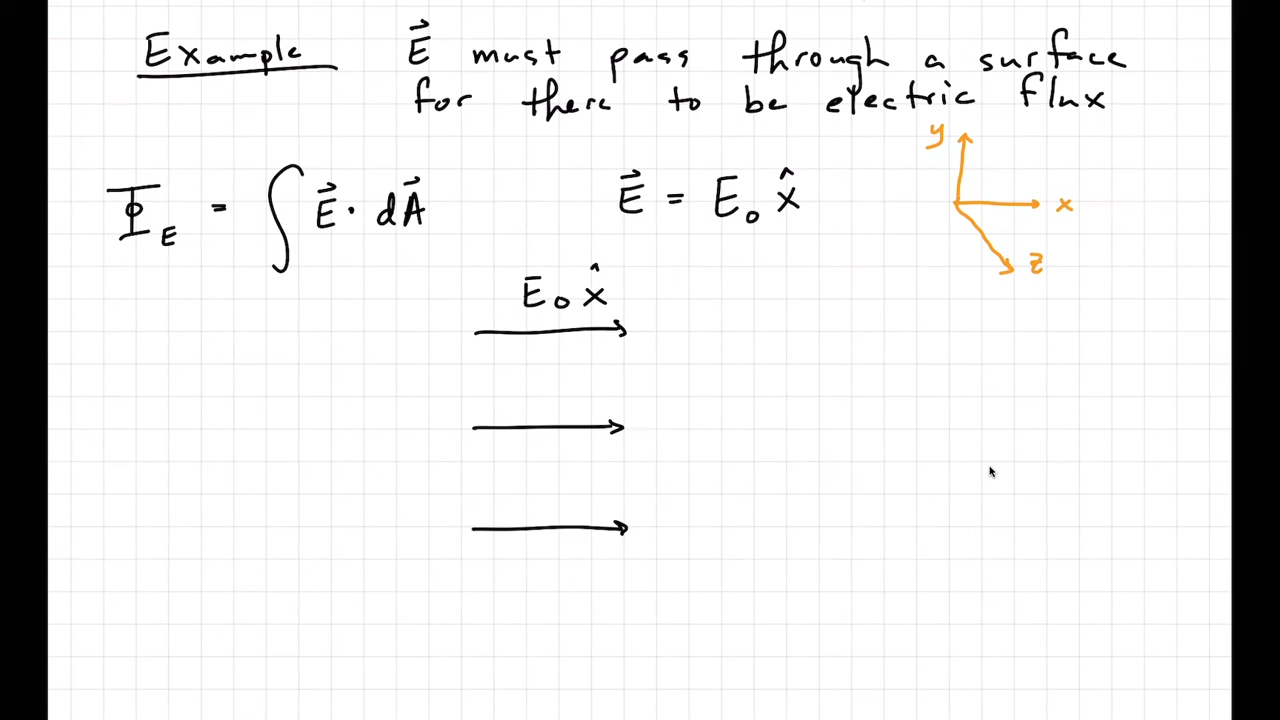 Example E⃗ must pass through a surface
for there to be electric flux
Φ_E = ∫ E⃗ · dA⃗
E⃗ = E₀ x̂
y
x
z
E₀ x̂